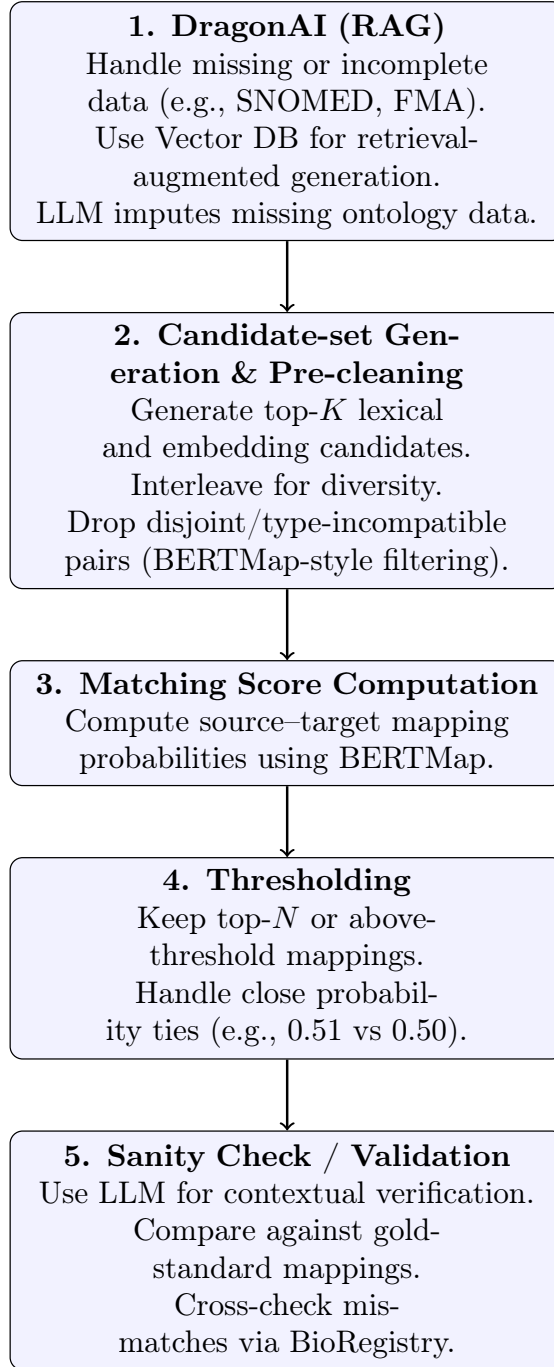 1. DragonAI (RAG)
Handle missing or incomplete
data (e.g., SNOMED, FMA).
Use Vector DB for retrieval-
augmented generation.
LLM imputes missing ontology data.
2. Candidate-set Gen-
eration & Pre-cleaning
Generate top-K lexical
and embedding candidates.
Interleave for diversity.
Drop disjoint/type-incompatible
pairs (BERTMap-style filtering).
3. Matching Score Computation
Compute source–target mapping
probabilities using BERTMap.
4. Thresholding
Keep top-N or above-
threshold mappings.
Handle close probabil-
ity ties (e.g., 0.51 vs 0.50).
5. Sanity Check / Validation
Use LLM for contextual verification.
Compare against gold-
standard mappings.
Cross-check mis-
matches via BioRegistry.